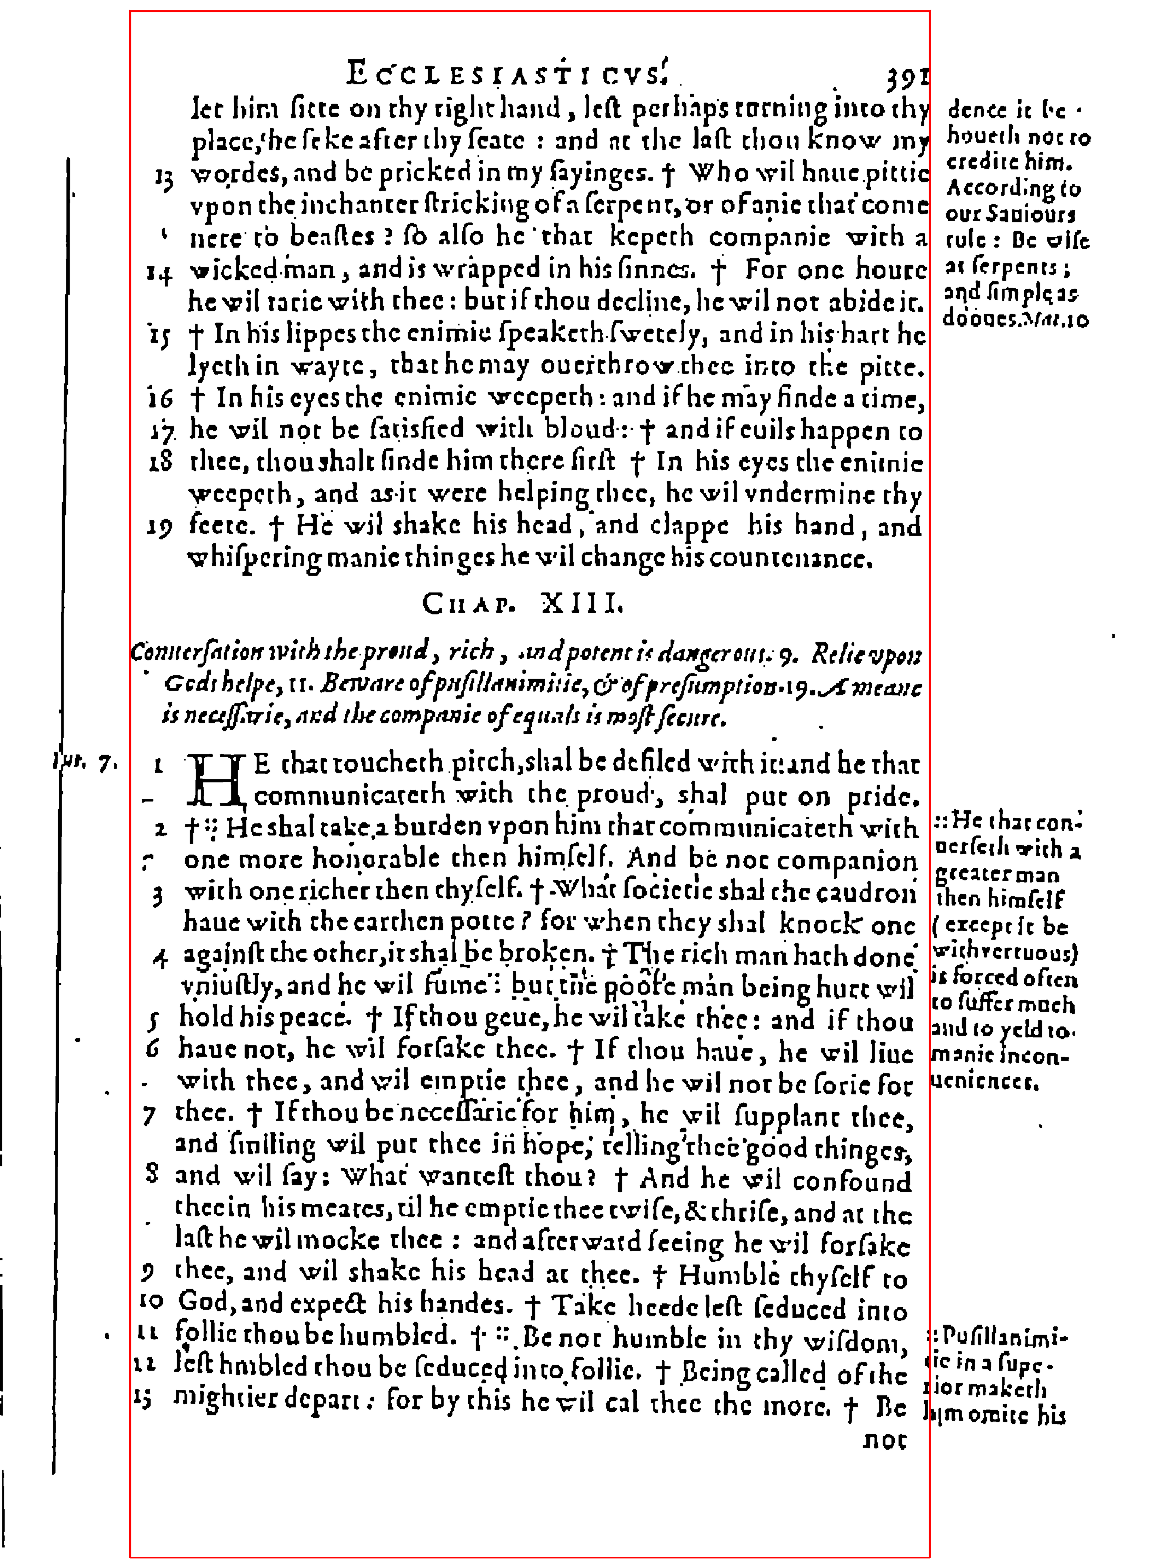 ECCLESIASTICVS. 391
let him sitte on thy right hand, lest perhaps turning into thy
place, he seke after thy seate : and at the last thou know my
13 wordes, and be pricked in my sayinges. † Who wil haue pittie
vpon the inchanter stricking of a serpent, or of anie that come
nere to beastes ? so also he that kepeth companie with a
14 wicked man, and is wrapped in his sinnes. † For one houre
he wil tarie with thee: but if thou decline, he wil not abide it.
15 † In his lippes the enimie speaketh swetely, and in his hart he
lyeth in wayte, that he may ouerthrow thee into the pitte.
16 † In his eyes the enimie weepeth: and if he may finde a time,
17 he wil not be satisfied with bloud: † and if euils happen to
18 thee, thou shalt finde him there first † In his eyes the enimie
weepeth, and as it were helping thee, he wil vndermine thy
19 feete. † He wil shake his head, and clappe his hand, and
whispering manie thinges he wil change his countenance.
dence it be
houeth not to
credite him.
According to
our Sauiours
rule: Be wise
as serpents;
and simple as
dooues. Mat. 10
CHAP. XIII.
Conuersation with the proud, rich, and potent is dangerous. 9. Relie vpon
Gods helpe, 11. Beware of pusillanimitie, & of presumption. 19. A meane
is necessarie, and the companie of equals is most secure.
7.
1 HE that toucheth pitch, shal be defiled with it: and he that
communicateth with the proud, shal put on pride.
2 † :: He shal take a burden vpon him that communicateth with
one more honorable then himself. And be not companion
3 with one richer then thyself. † What societie shal the caudron
haue with the earthen potte? for when they shal knock one
4 against the other, it shal be broken. † The rich man hath done
vniustly, and he wil fume: but the poore man being hurt wil
5 hold his peace. † If thou geue, he wil take thee: and if thou
6 haue not, he wil forsake thee. † If thou haue, he wil liue
with thee, and wil emptie thee, and he wil not be sorie for
7 thee. † If thou be necessarie for him, he wil supplant thee,
and smiling wil put thee in hope, telling thee good thinges,
8 and wil say: What wantest thou? † And he wil confound
thee in his meates, til he emptie thee twise, & thrise, and at the
last he wil mocke thee : and afterward seeing he wil forsake
9 thee, and wil shake his head at thee. † Humble thyself to
10 God, and expect his handes. † Take heede lest seduced into
11 follie thou be humbled. † :: Be not humble in thy wisdom,
12 lest hmbled thou be seduced into follie. † Being called of the
13 mightier depart: for by this he wil cal thee the more. † Be
not
:: He that con-
uerseth with a
greater man
then himself
(except it be
with vertuous)
is forced often
to suffer much
and to yeld to
manie incon-
ueniences.
:: Pusillanimi-
tie in a supe-
rior maketh
his